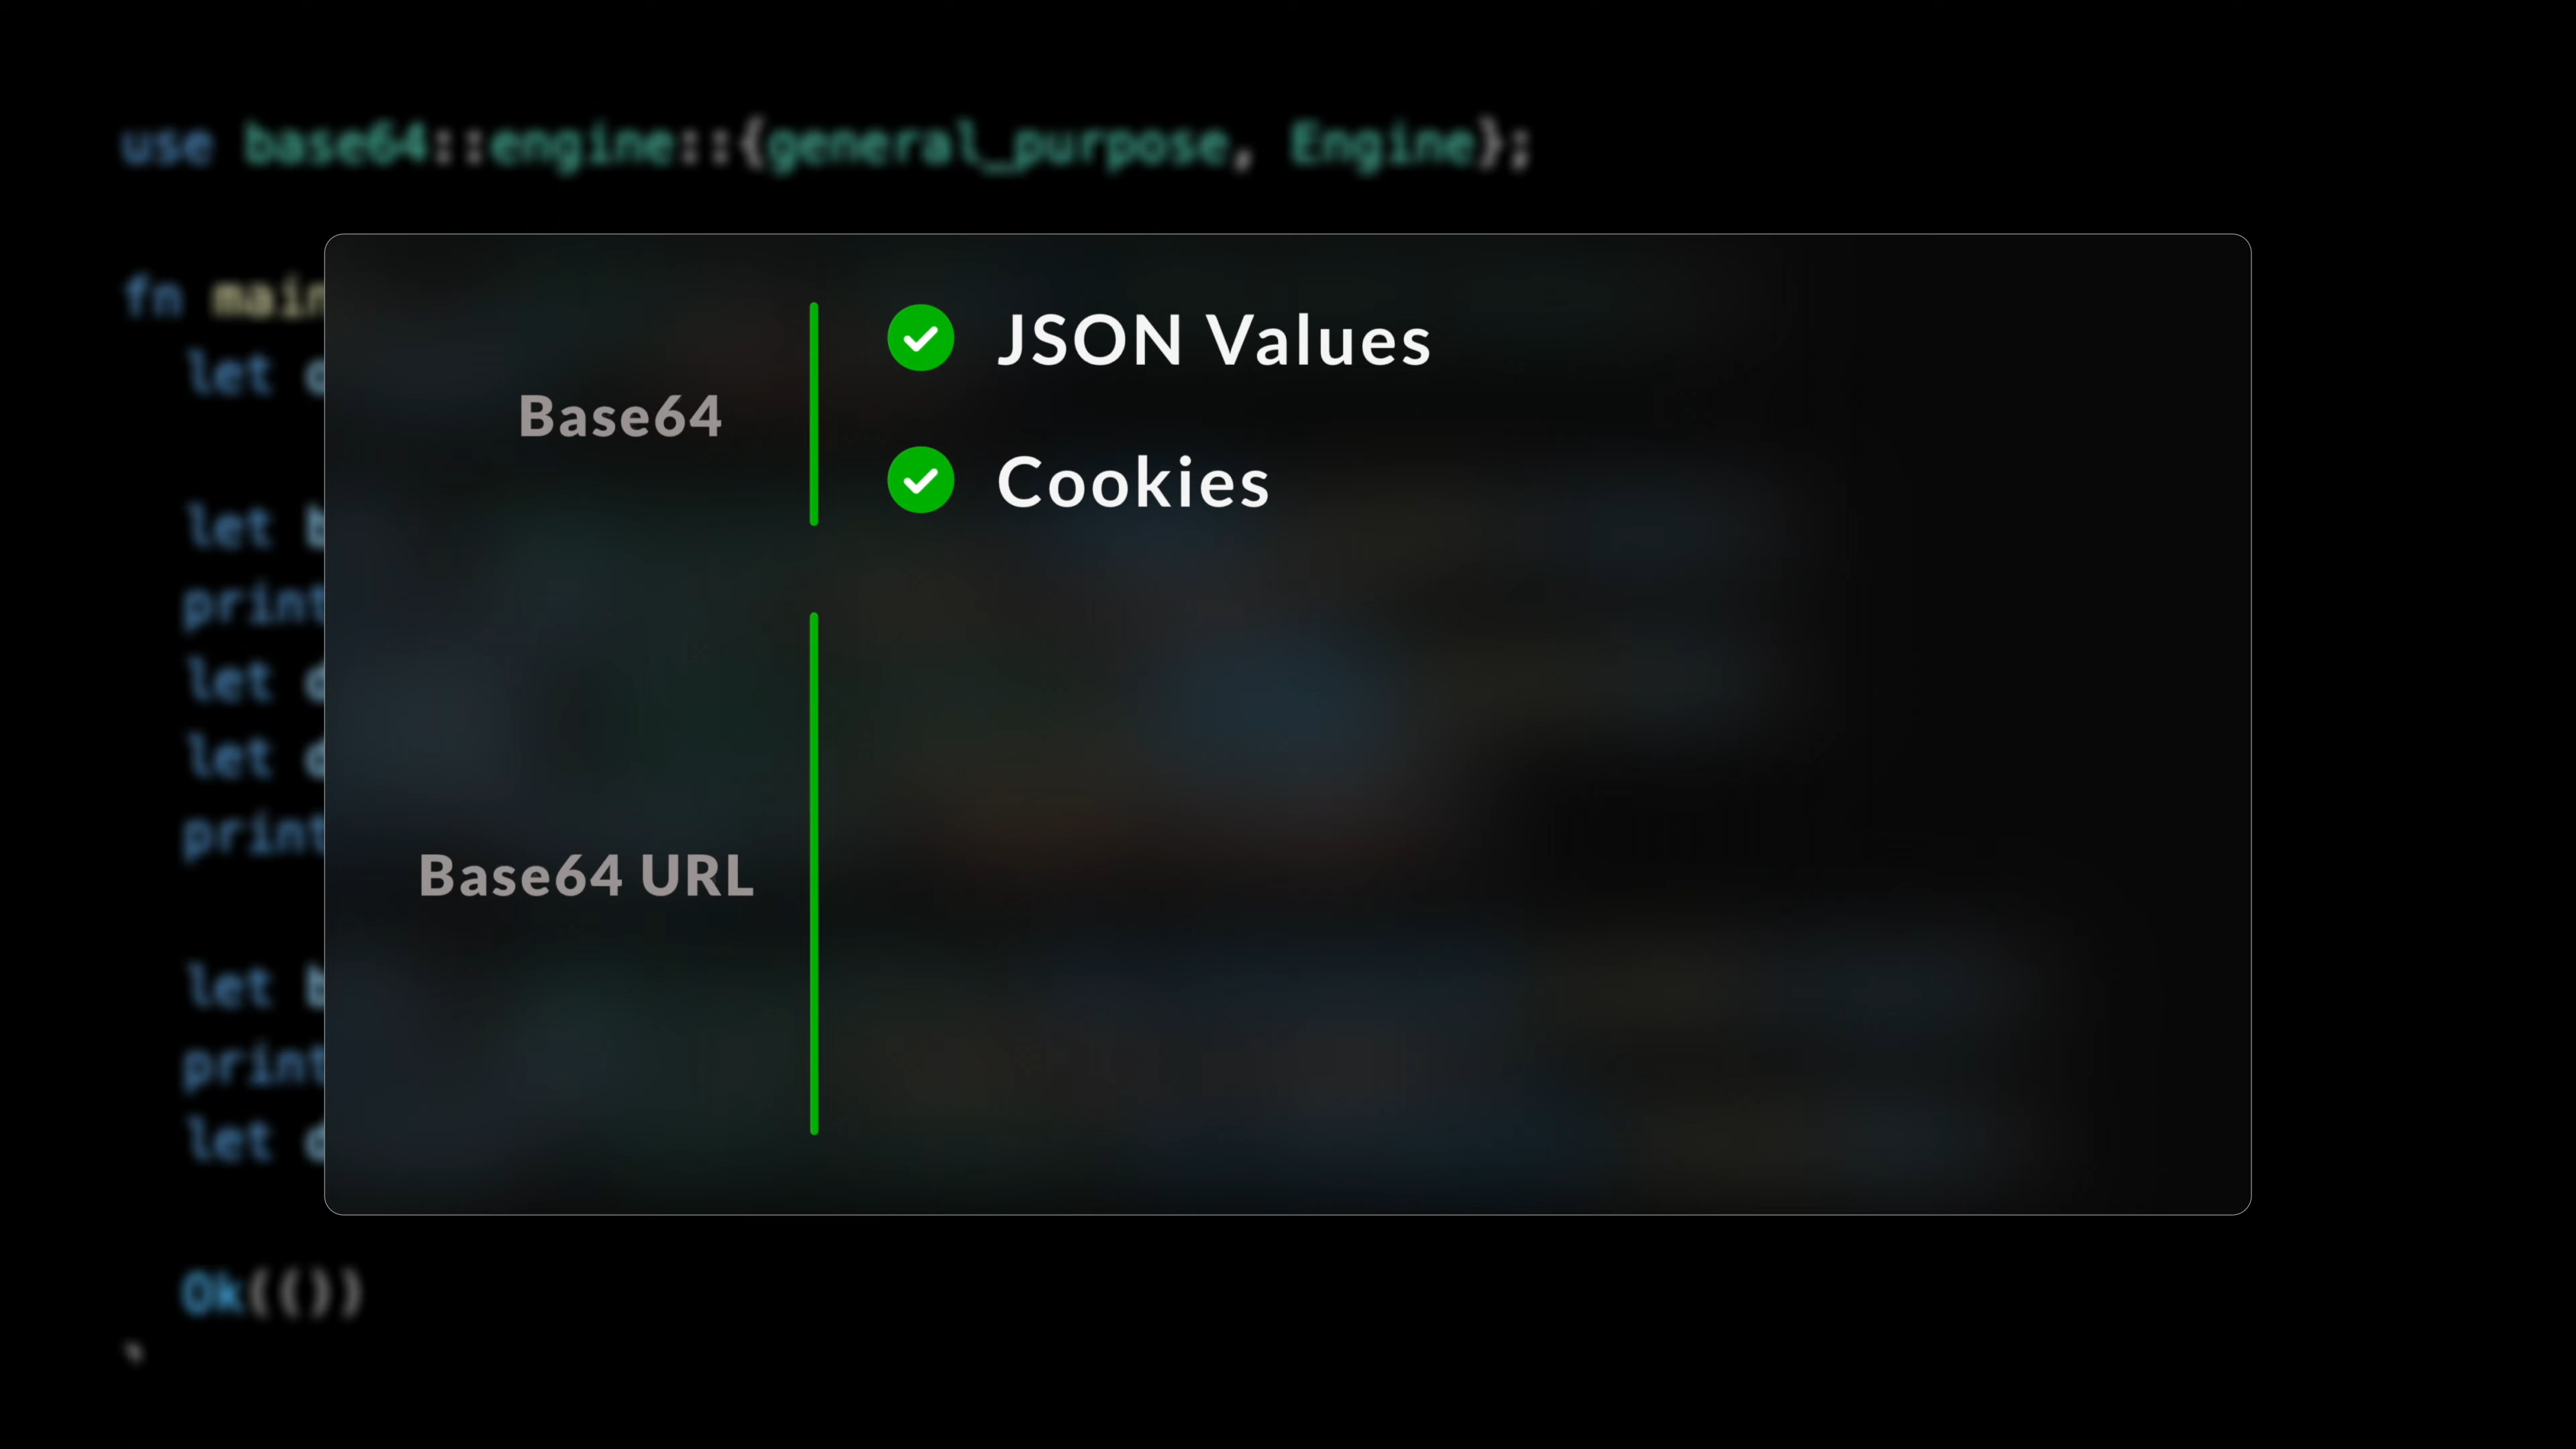 use base64::engine::{general_purpose, Engine};
fn main
let
let
print
let
let
print
let
print
let
Ok(())
JSON Values
Base64
Cookies
Base64 URL